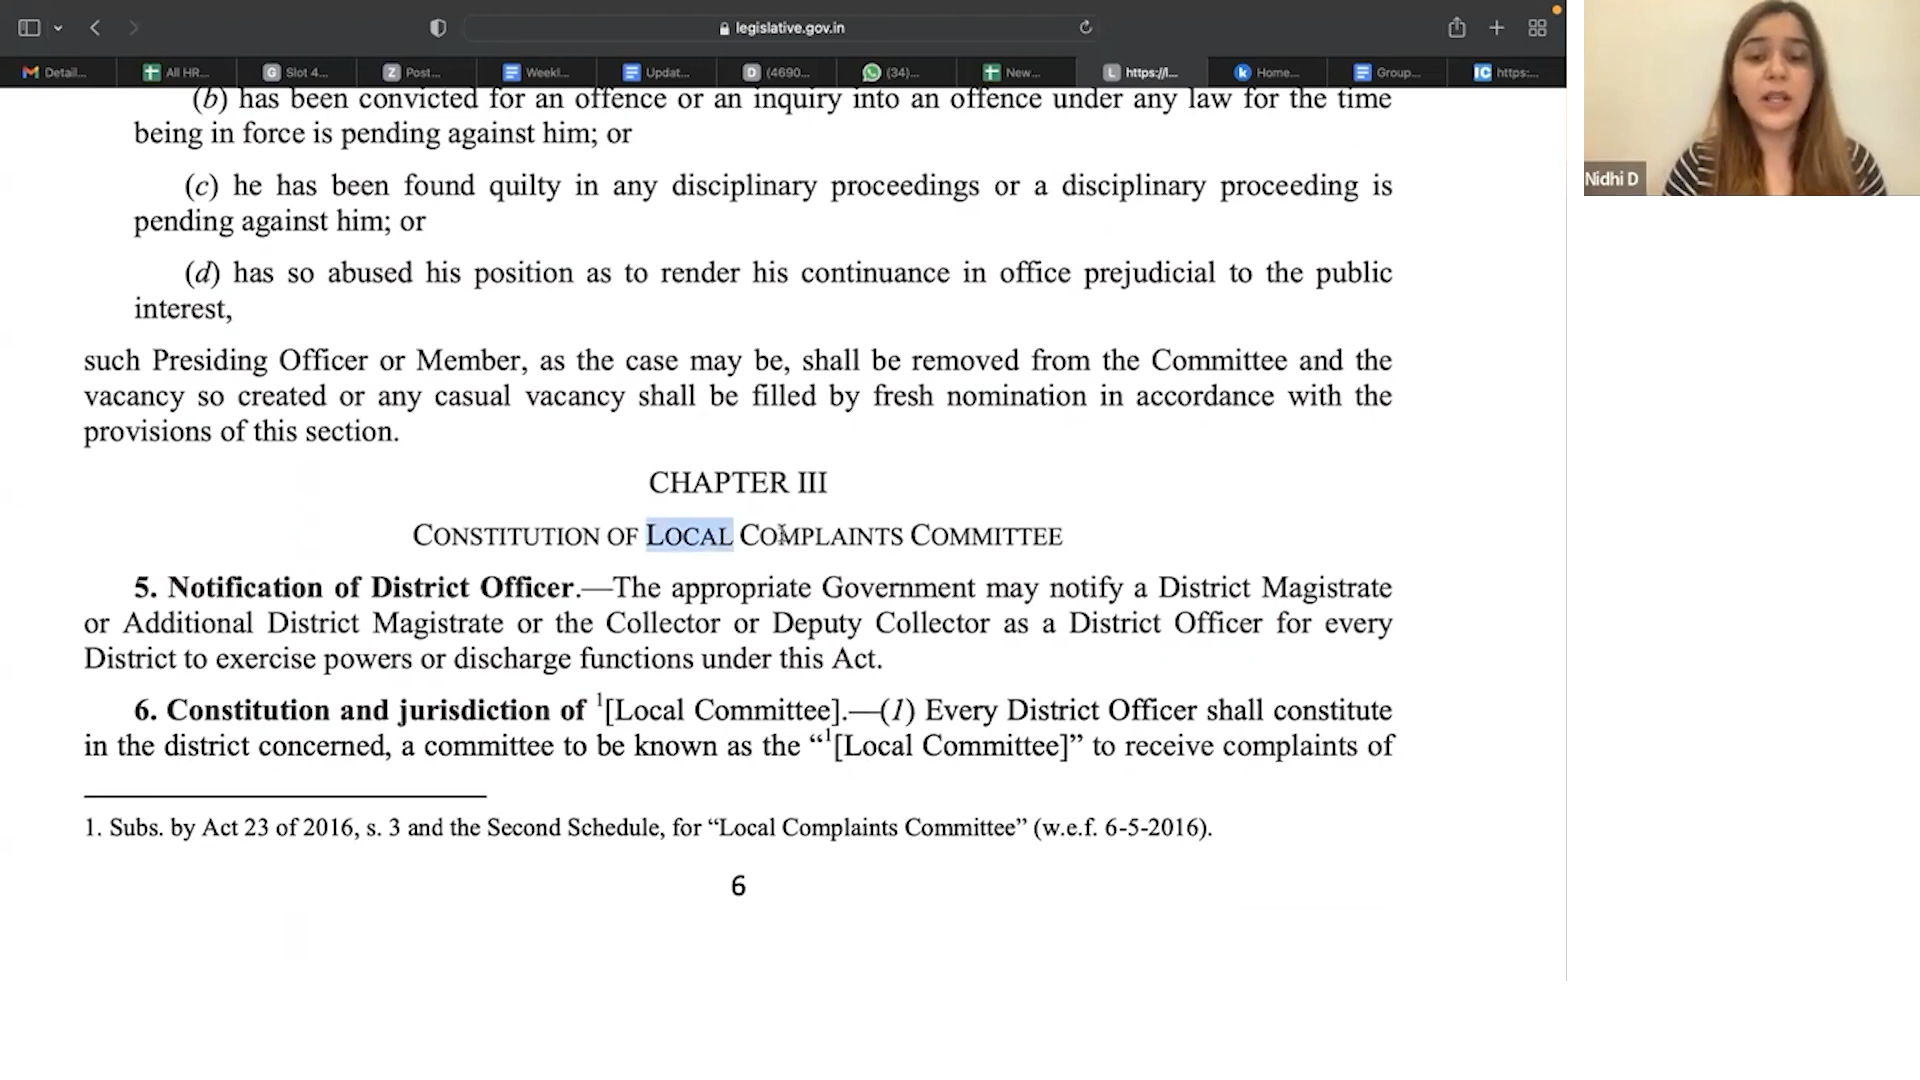 legislative.gov.in
Detail...
All HR...
Slot 4...
Post...
Weekl...
Updat...
(4690...
(34)...
New...
https://l...
Home...
Group...
https:...
(b) has been convicted for an offence or an inquiry into an offence under any law for the time
being in force is pending against him; or
(c) he has been found quilty in any disciplinary proceedings or a disciplinary proceeding is
pending against him; or
(d) has so abused his position as to render his continuance in office prejudicial to the public
interest,
such Presiding Officer or Member, as the case may be, shall be removed from the Committee and the
vacancy so created or any casual vacancy shall be filled by fresh nomination in accordance with the
provisions of this section.
CHAPTER III
CONSTITUTION OF LOCAL COMPLAINTS COMMITTEE
5. Notification of District Officer.—The appropriate Government may notify a District Magistrate
or Additional District Magistrate or the Collector or Deputy Collector as a District Officer for every
District to exercise powers or discharge functions under this Act.
6. Constitution and jurisdiction of ¹[Local Committee].—(1) Every District Officer shall constitute
in the district concerned, a committee to be known as the “¹[Local Committee]” to receive complaints of
1. Subs. by Act 23 of 2016, s. 3 and the Second Schedule, for “Local Complaints Committee” (w.e.f. 6-5-2016).
6
Nidhi D